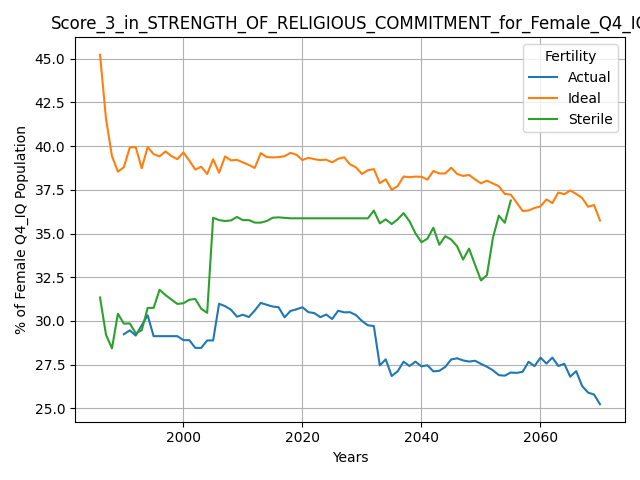 Score_3_in_STRENGTH_OF_RELIGIOUS_COMMITMENT_for_Female_Q4_IQ
Fertility
Actual
Ideal
Sterile
45.0
42.5
40.0
37.5
35.0
32.5
30.0
27.5
25.0
% of Female Q4_IQ Population
2000 2020 2040 2060
Years